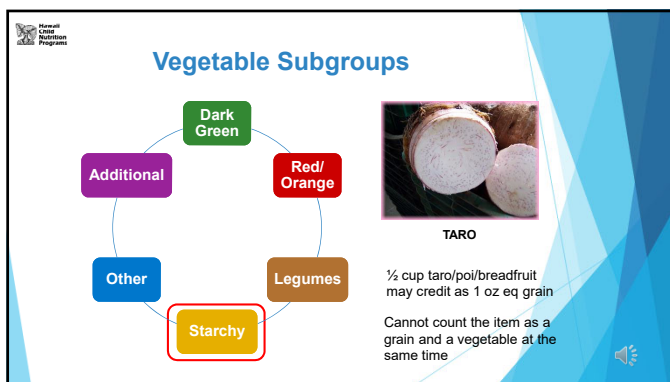 Hawaii
Child
Nutrition
Programs
Vegetable Subgroups
Dark
Green
Red/
Orange
Legumes
Starchy
Other
Additional
TARO
½ cup taro/poi/breadfruit
may credit as 1 oz eq grain
Cannot count the item as a
grain and a vegetable at the
same time